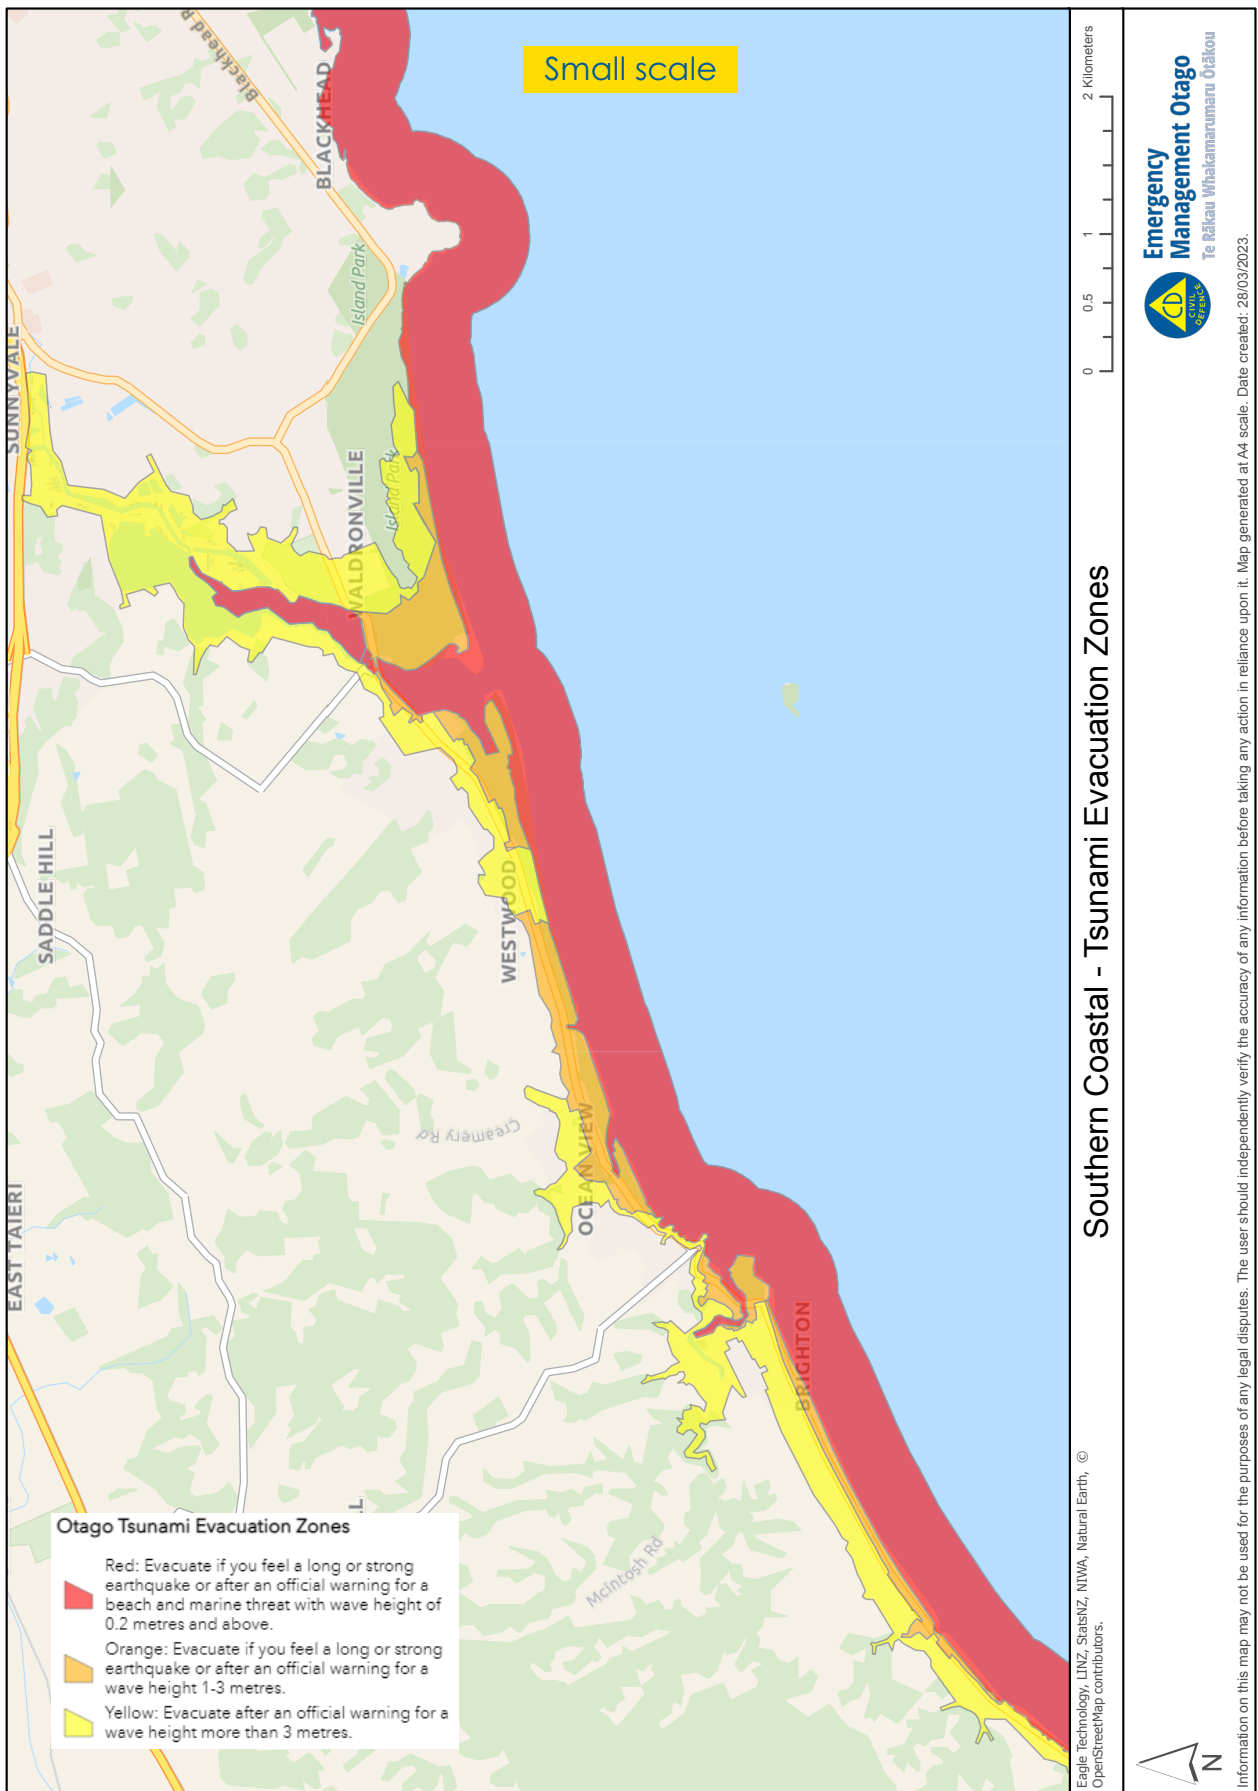 Small scale
BLACKHEAD
Blackhead R
Island Park
SUNNYVALE
WALDRONVILLE
Island Park
SADDLE HILL
WESTWOOD
Creamery Rd
OCEAN VIEW
EAST TAIERI
BRIGHTON
Mcintosh Rd
LL
Otago Tsunami Evacuation Zones
Red: Evacuate if you feel a long or strong
earthquake or after an official warning for a
beach and marine threat with wave height of
0.2 metres and above.
Orange: Evacuate if you feel a long or strong
earthquake or after an official warning for a
wave height 1-3 metres.
Yellow: Evacuate after an official warning for a
wave height more than 3 metres.
Eagle Technology, LINZ, StatsNZ, NIWA, Natural Earth, ©
OpenStreetMap contributors.
Southern Coastal - Tsunami Evacuation Zones
0 0.5 1 2 Kilometers
N
CD
CIVIL
DEFENCE
Emergency
Management Otago
Te Rākau Whakamarumaru Ōtākou
Information on this map may not be used for the purposes of any legal disputes. The user should independently verify the accuracy of any information before taking any action in reliance upon it. Map generated at A4 scale. Date created: 28/03/2023.